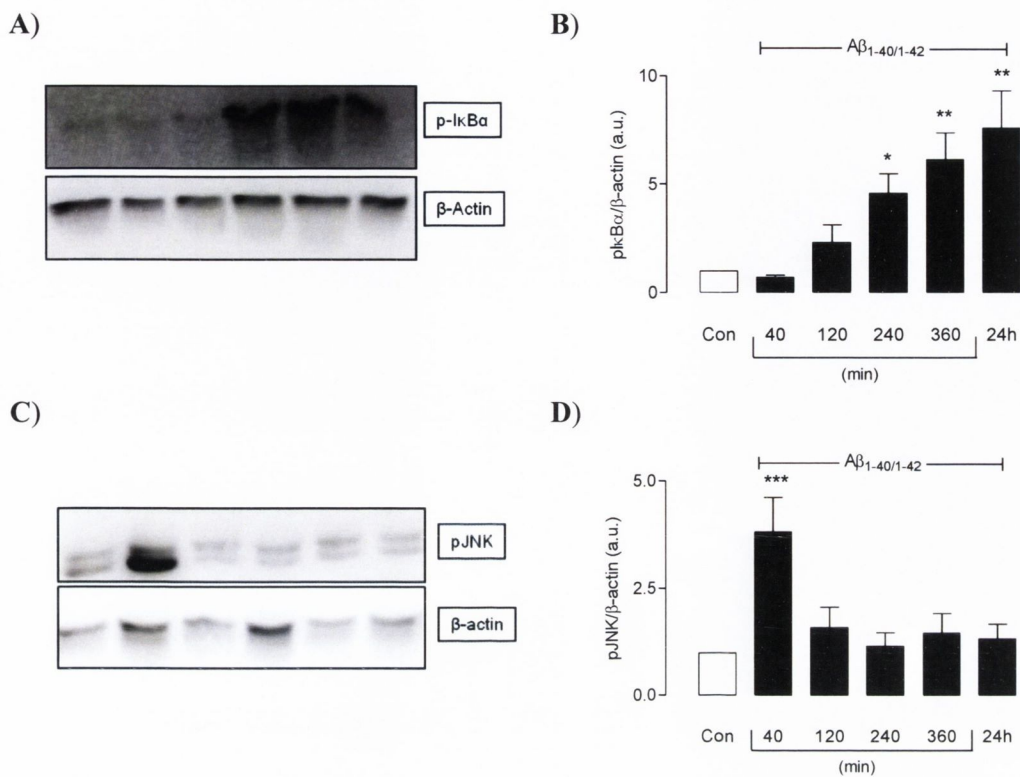 A)
p-IκBα
β-Actin
B)
Aβ1-40/1-42
pIκBα/β-actin (a.u.)
10
5
0
*
**
**
Con 40 120 240 360 24h
(min)
C)
pJNK
β-actin
D)
Aβ1-40/1-42
pJNK/β-actin (a.u.)
5.0
2.5
0.0
***
Con 40 120 240 360 24h
(min)